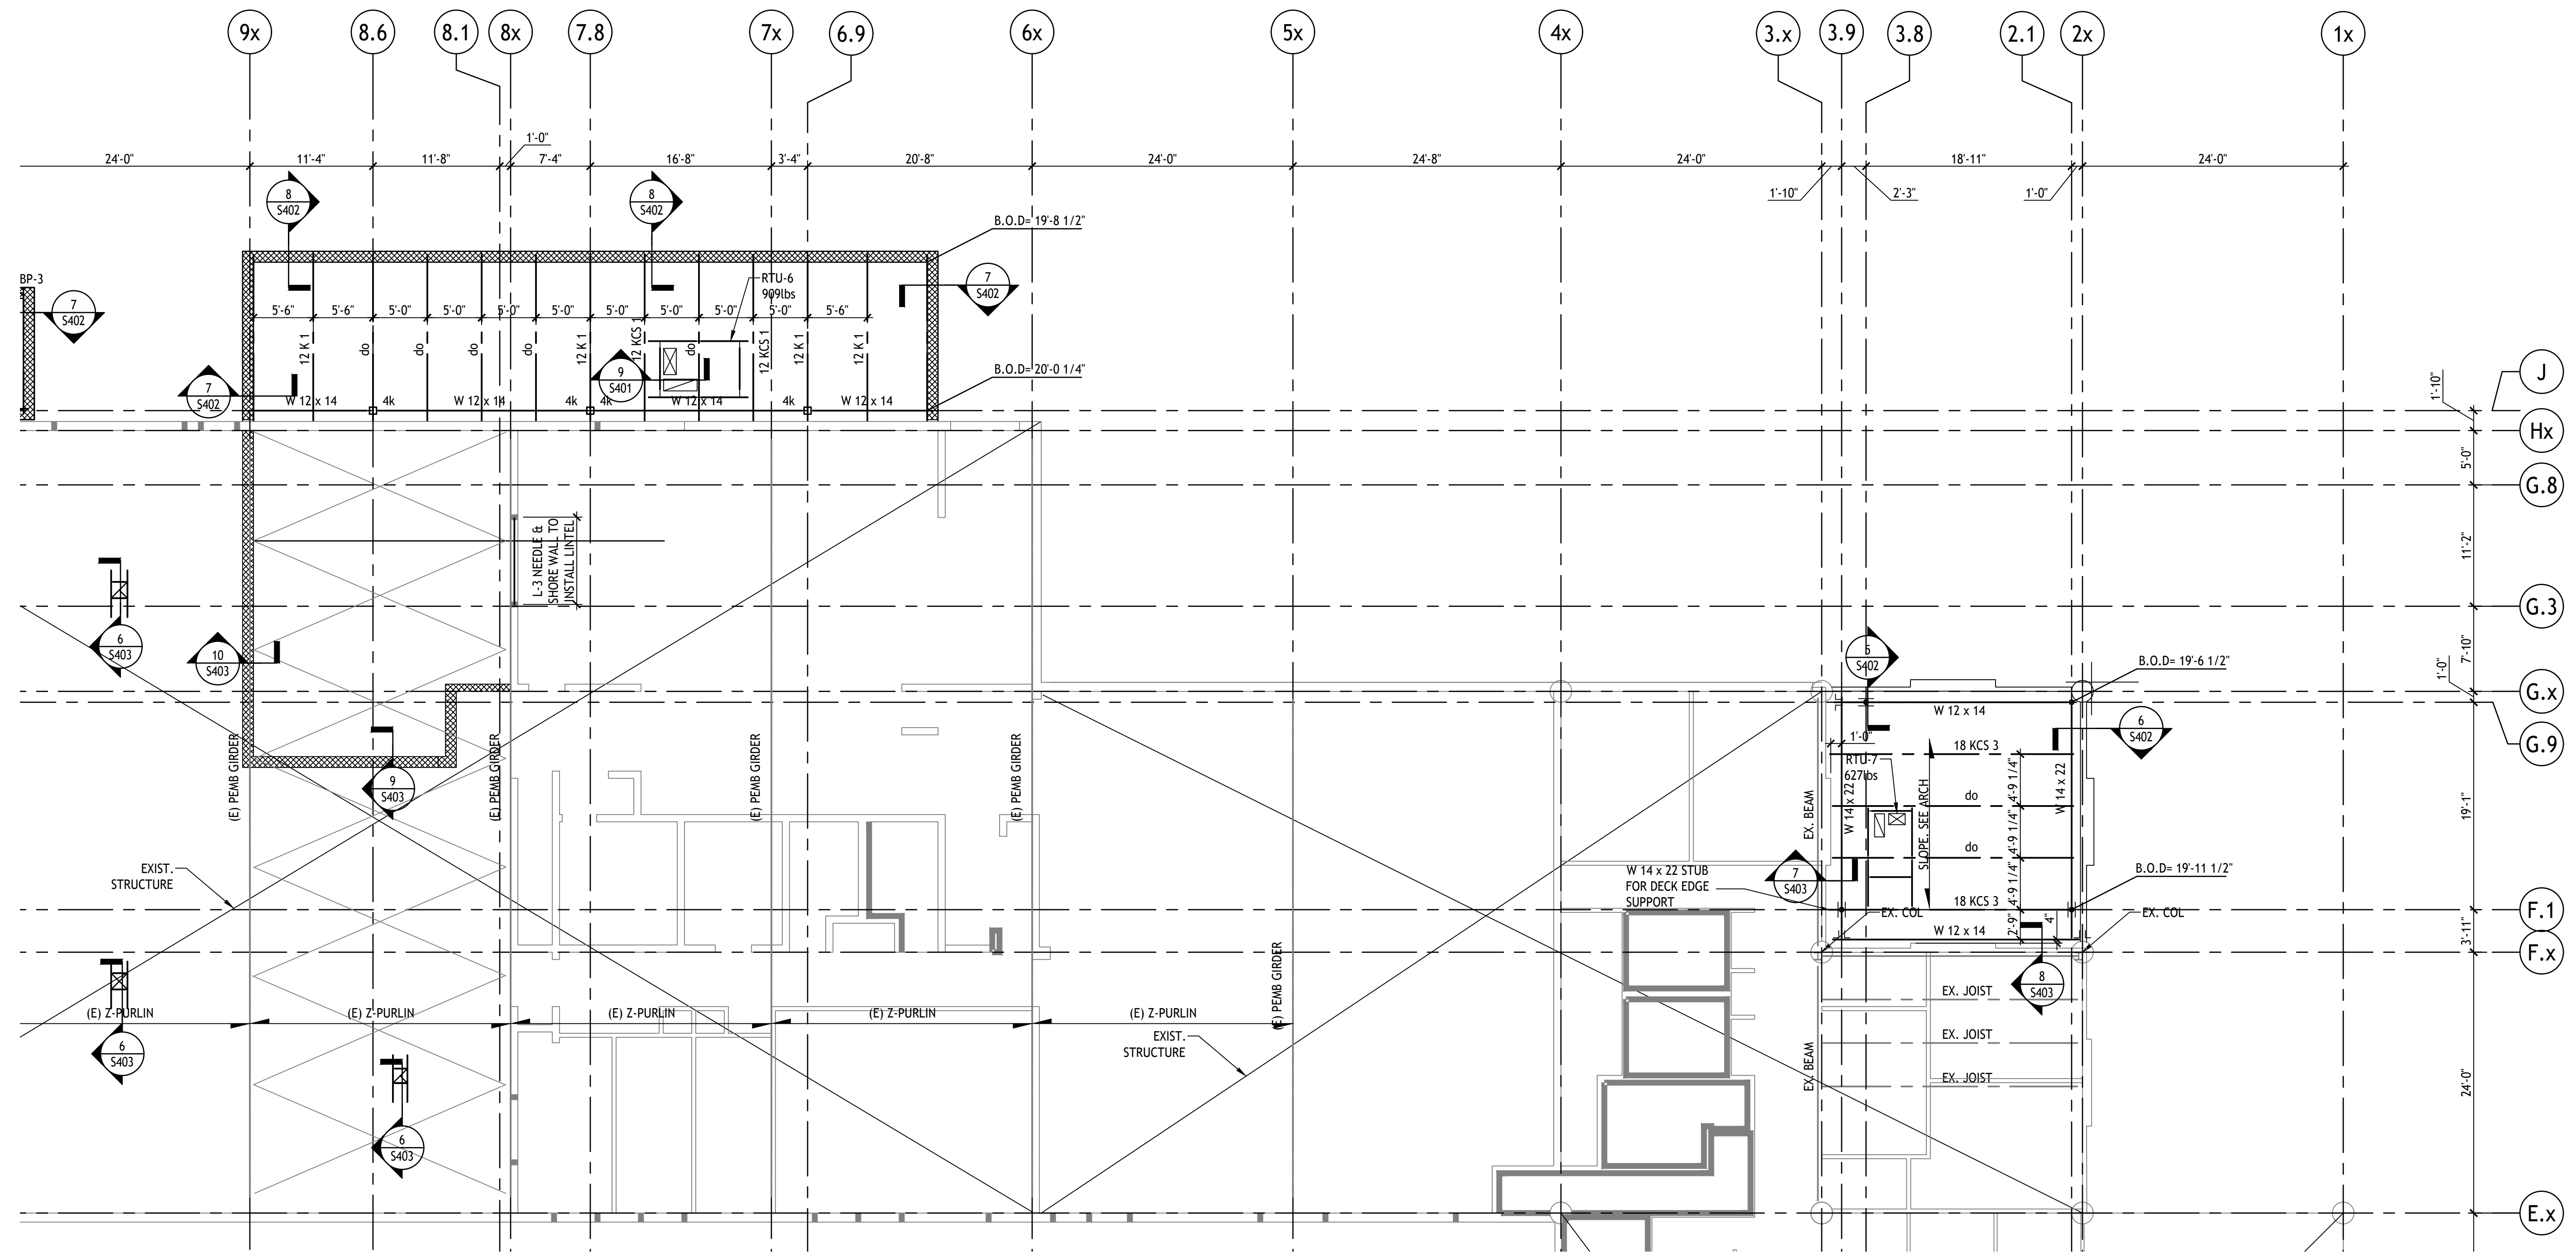 9x
8.6
8.1
8x
7.8
7x
6.9
6x
5x
4x
3.x
3.9
3.8
2.1
2x
1x
1'-0"
24'-0"
11'-4"
11'-8"
7'-4"
16'-8"
3'-4"
20'-8"
24'-0"
24'-8"
24'-0"
18'-11"
24'-0"
1'-10"
2'-3"
1'-0"
8
S402
8
S402
B.O.D= 19'-8 1/2"
BP-3
7
S402
RTU-6
909lbs
7
S402
5'-6"
5'-6"
5'-0"
5'-0"
5'-0"
5'-0"
5'-0"
5'-0"
5'-0"
5'-0"
5'-6"
12 K 1
do
do
do
do
12 K 1
12 KCS 1
do
12 KCS 1
12 K 1
12 K 1
9
S401
B.O.D= 20'-0 1/4"
7
S402
W 12 x 14
4k
W 12 x 14
4k
4k
W 12 x 14
4k
W 12 x 14
J
1'-10"
Hx
5'-0"
G.8
11'-2"
G.3
7'-10"
1'-0"
G.x
G.9
19'-1"
F.1
3'-11"
F.x
24'-0"
E.x
L-3 NEEDLE &
SHORE WALL TO
INSTALL LINTEL
6
S403
10
S403
5
S402
B.O.D= 19'-6 1/2"
W 12 x 14
6
S402
1'-0"
18 KCS 3
RTU-7
627lbs
(E) PEMB GIRDER
(E) PEMB GIRDER
(E) PEMB GIRDER
(E) PEMB GIRDER
9
S403
EX. BEAM
W 14 x 22
SLOPE. SEE ARCH
do
do
4'-9 1/4"
4'-9 1/4"
4'-9 1/4"
W 14 x 22
EXIST.
STRUCTURE
W 14 x 22 STUB
FOR DECK EDGE
SUPPORT
7
S403
B.O.D= 19'-11 1/2"
18 KCS 3
EX. COL
EX. COL
2'-9"
4"
W 12 x 14
8
S403
(E) PEMB GIRDER
EX. JOIST
EX. JOIST
EX. JOIST
EX. BEAM
(E) Z-PURLIN
(E) Z-PURLIN
(E) Z-PURLIN
(E) Z-PURLIN
(E) Z-PURLIN
EXIST.
STRUCTURE
6
S403
6
S403